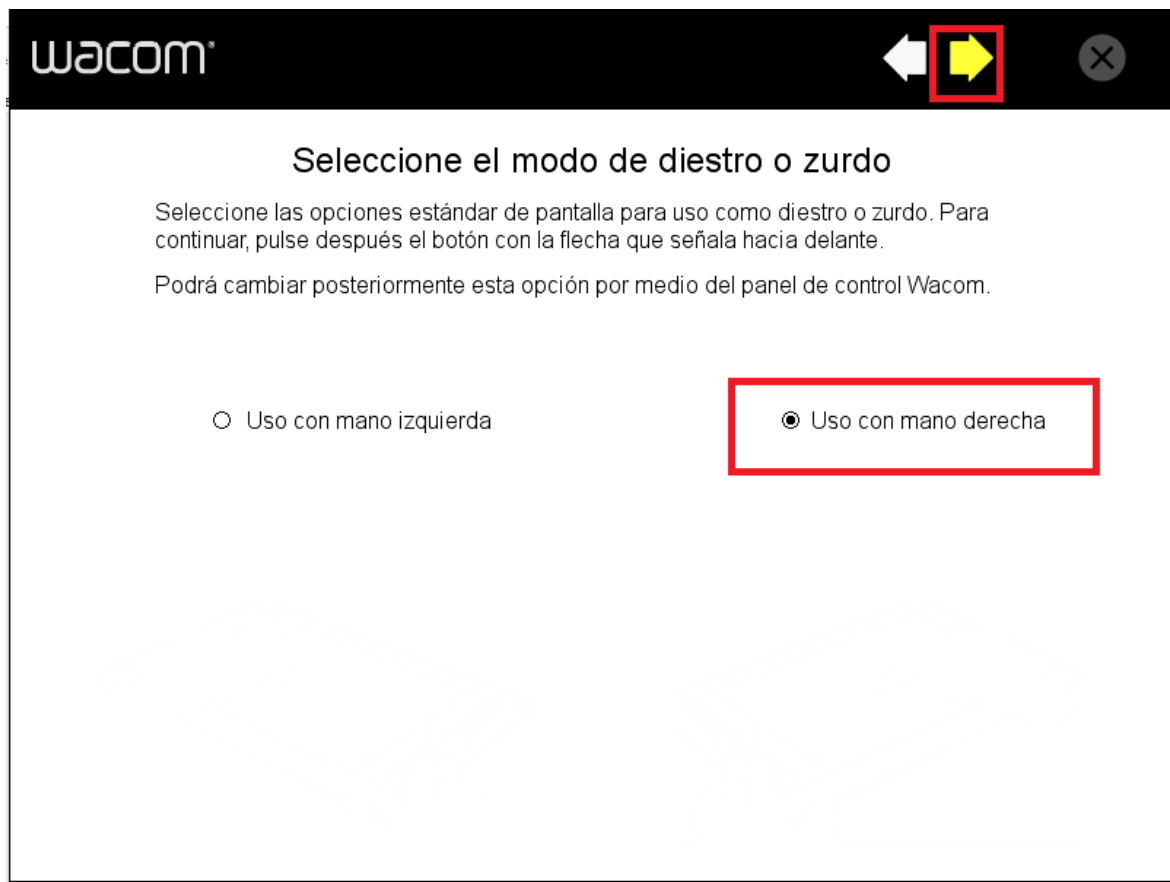 wacom
Seleccione el modo de diestro o zurdo
Seleccione las opciones estándar de pantalla para uso como diestro o zurdo. Para
continuar, pulse después el botón con la flecha que señala hacia delante.
Podrá cambiar posteriormente esta opción por medio del panel de control Wacom.
Uso con mano izquierda
Uso con mano derecha